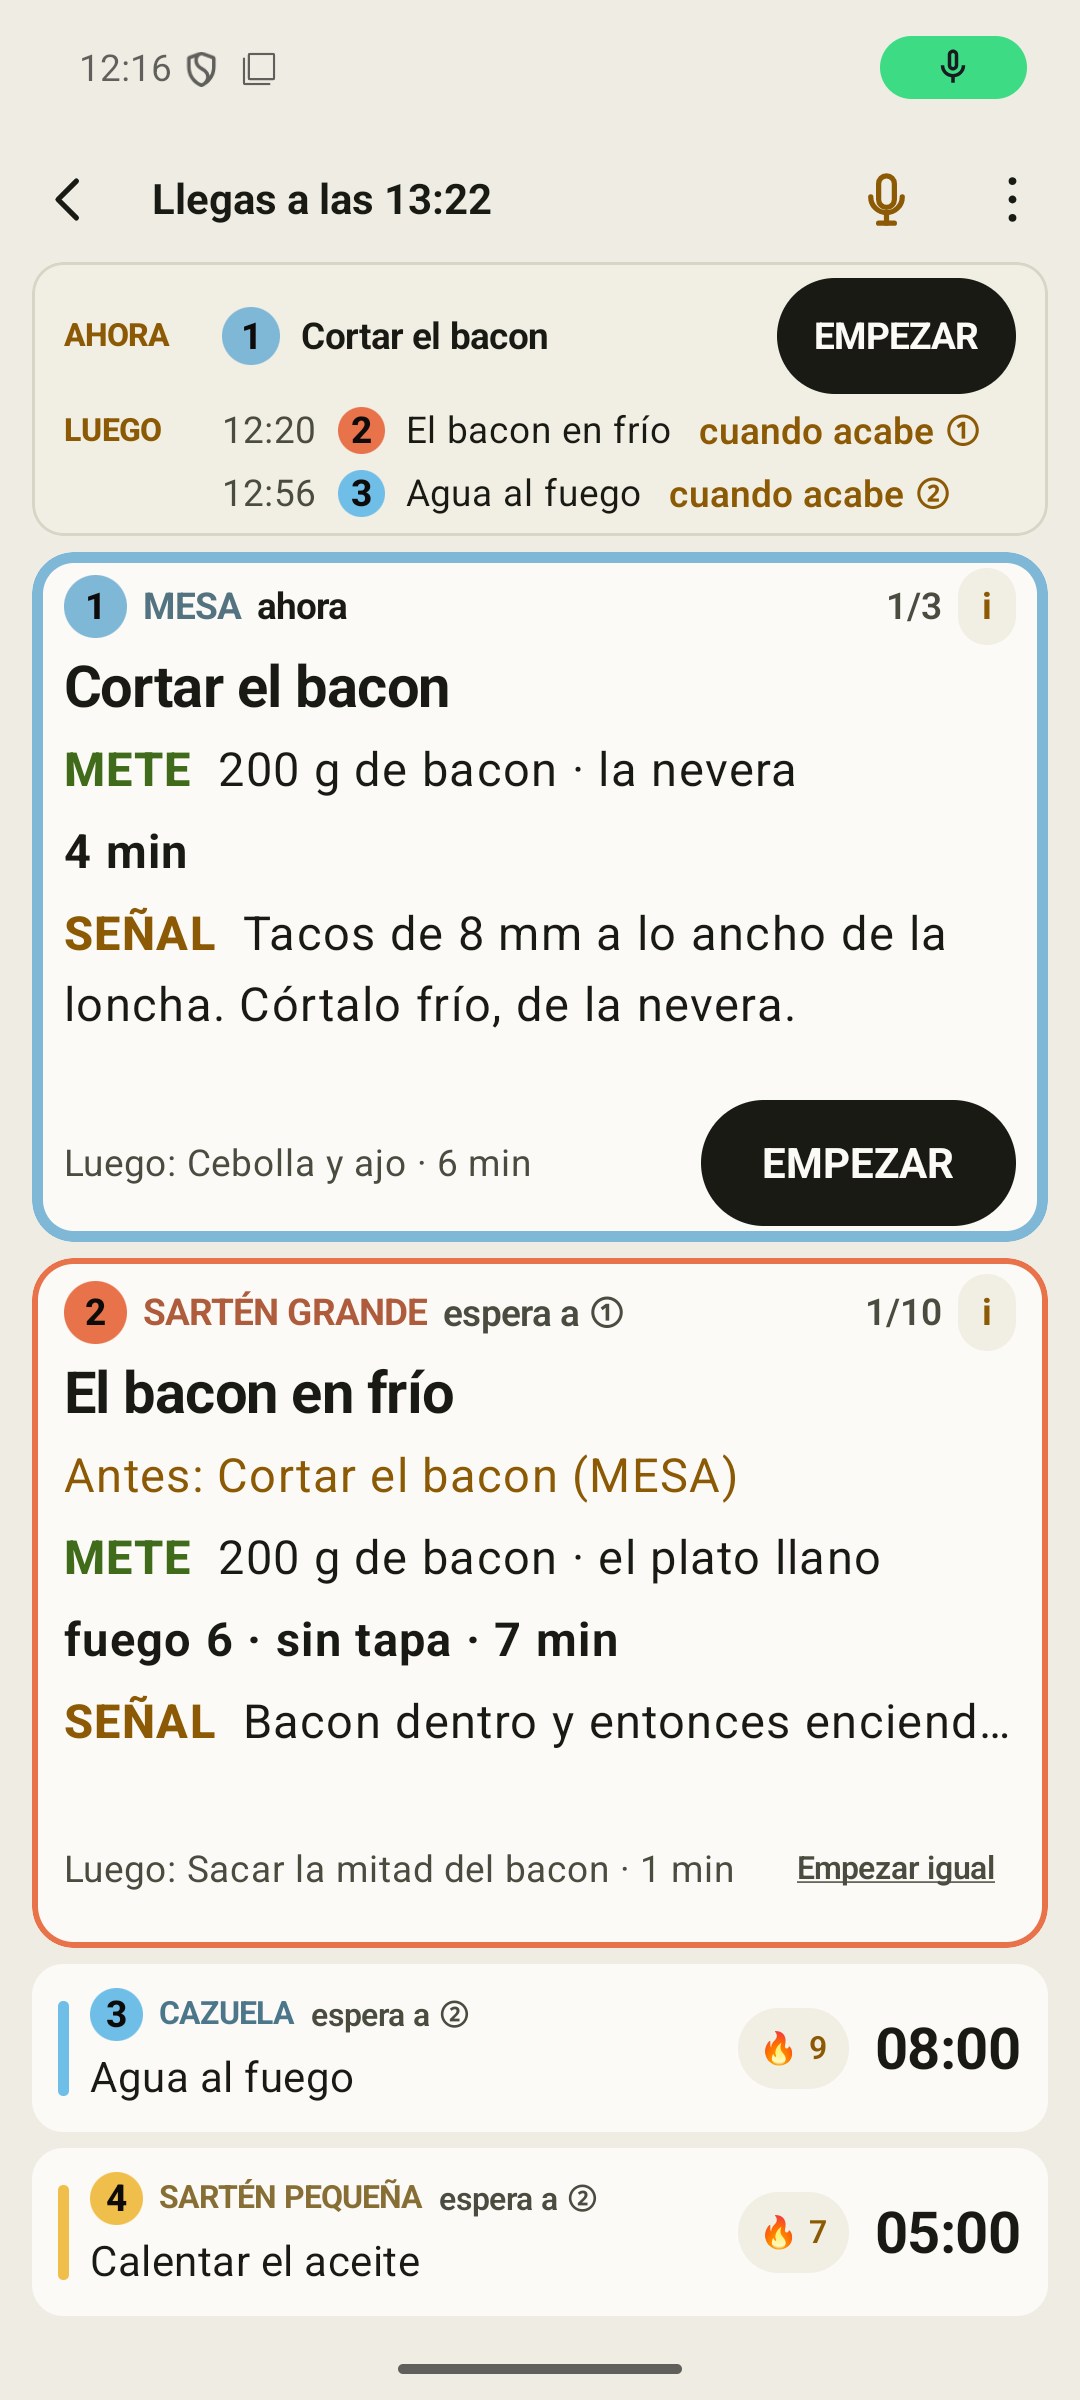 12:16
Llegas a las 13:22
AHORA 1 Cortar el bacon EMPEZAR
LUEGO 12:20 2 El bacon en frío cuando acabe ①
12:56 3 Agua al fuego cuando acabe ②
1 MESA ahora 1/3 i
Cortar el bacon
METE 200 g de bacon · la nevera
4 min
SEÑAL Tacos de 8 mm a lo ancho de la
loncha. Córtalo frío, de la nevera.
Luego: Cebolla y ajo · 6 min EMPEZAR
2 SARTÉN GRANDE espera a ① 1/10 i
El bacon en frío
Antes: Cortar el bacon (MESA)
METE 200 g de bacon · el plato llano
fuego 6 · sin tapa · 7 min
SEÑAL Bacon dentro y entonces enciend…
Luego: Sacar la mitad del bacon · 1 min Empezar igual
3 CAZUELA espera a ②
Agua al fuego
🔥 9 08:00
4 SARTÉN PEQUEÑA espera a ②
Calentar el aceite
🔥 7 05:00